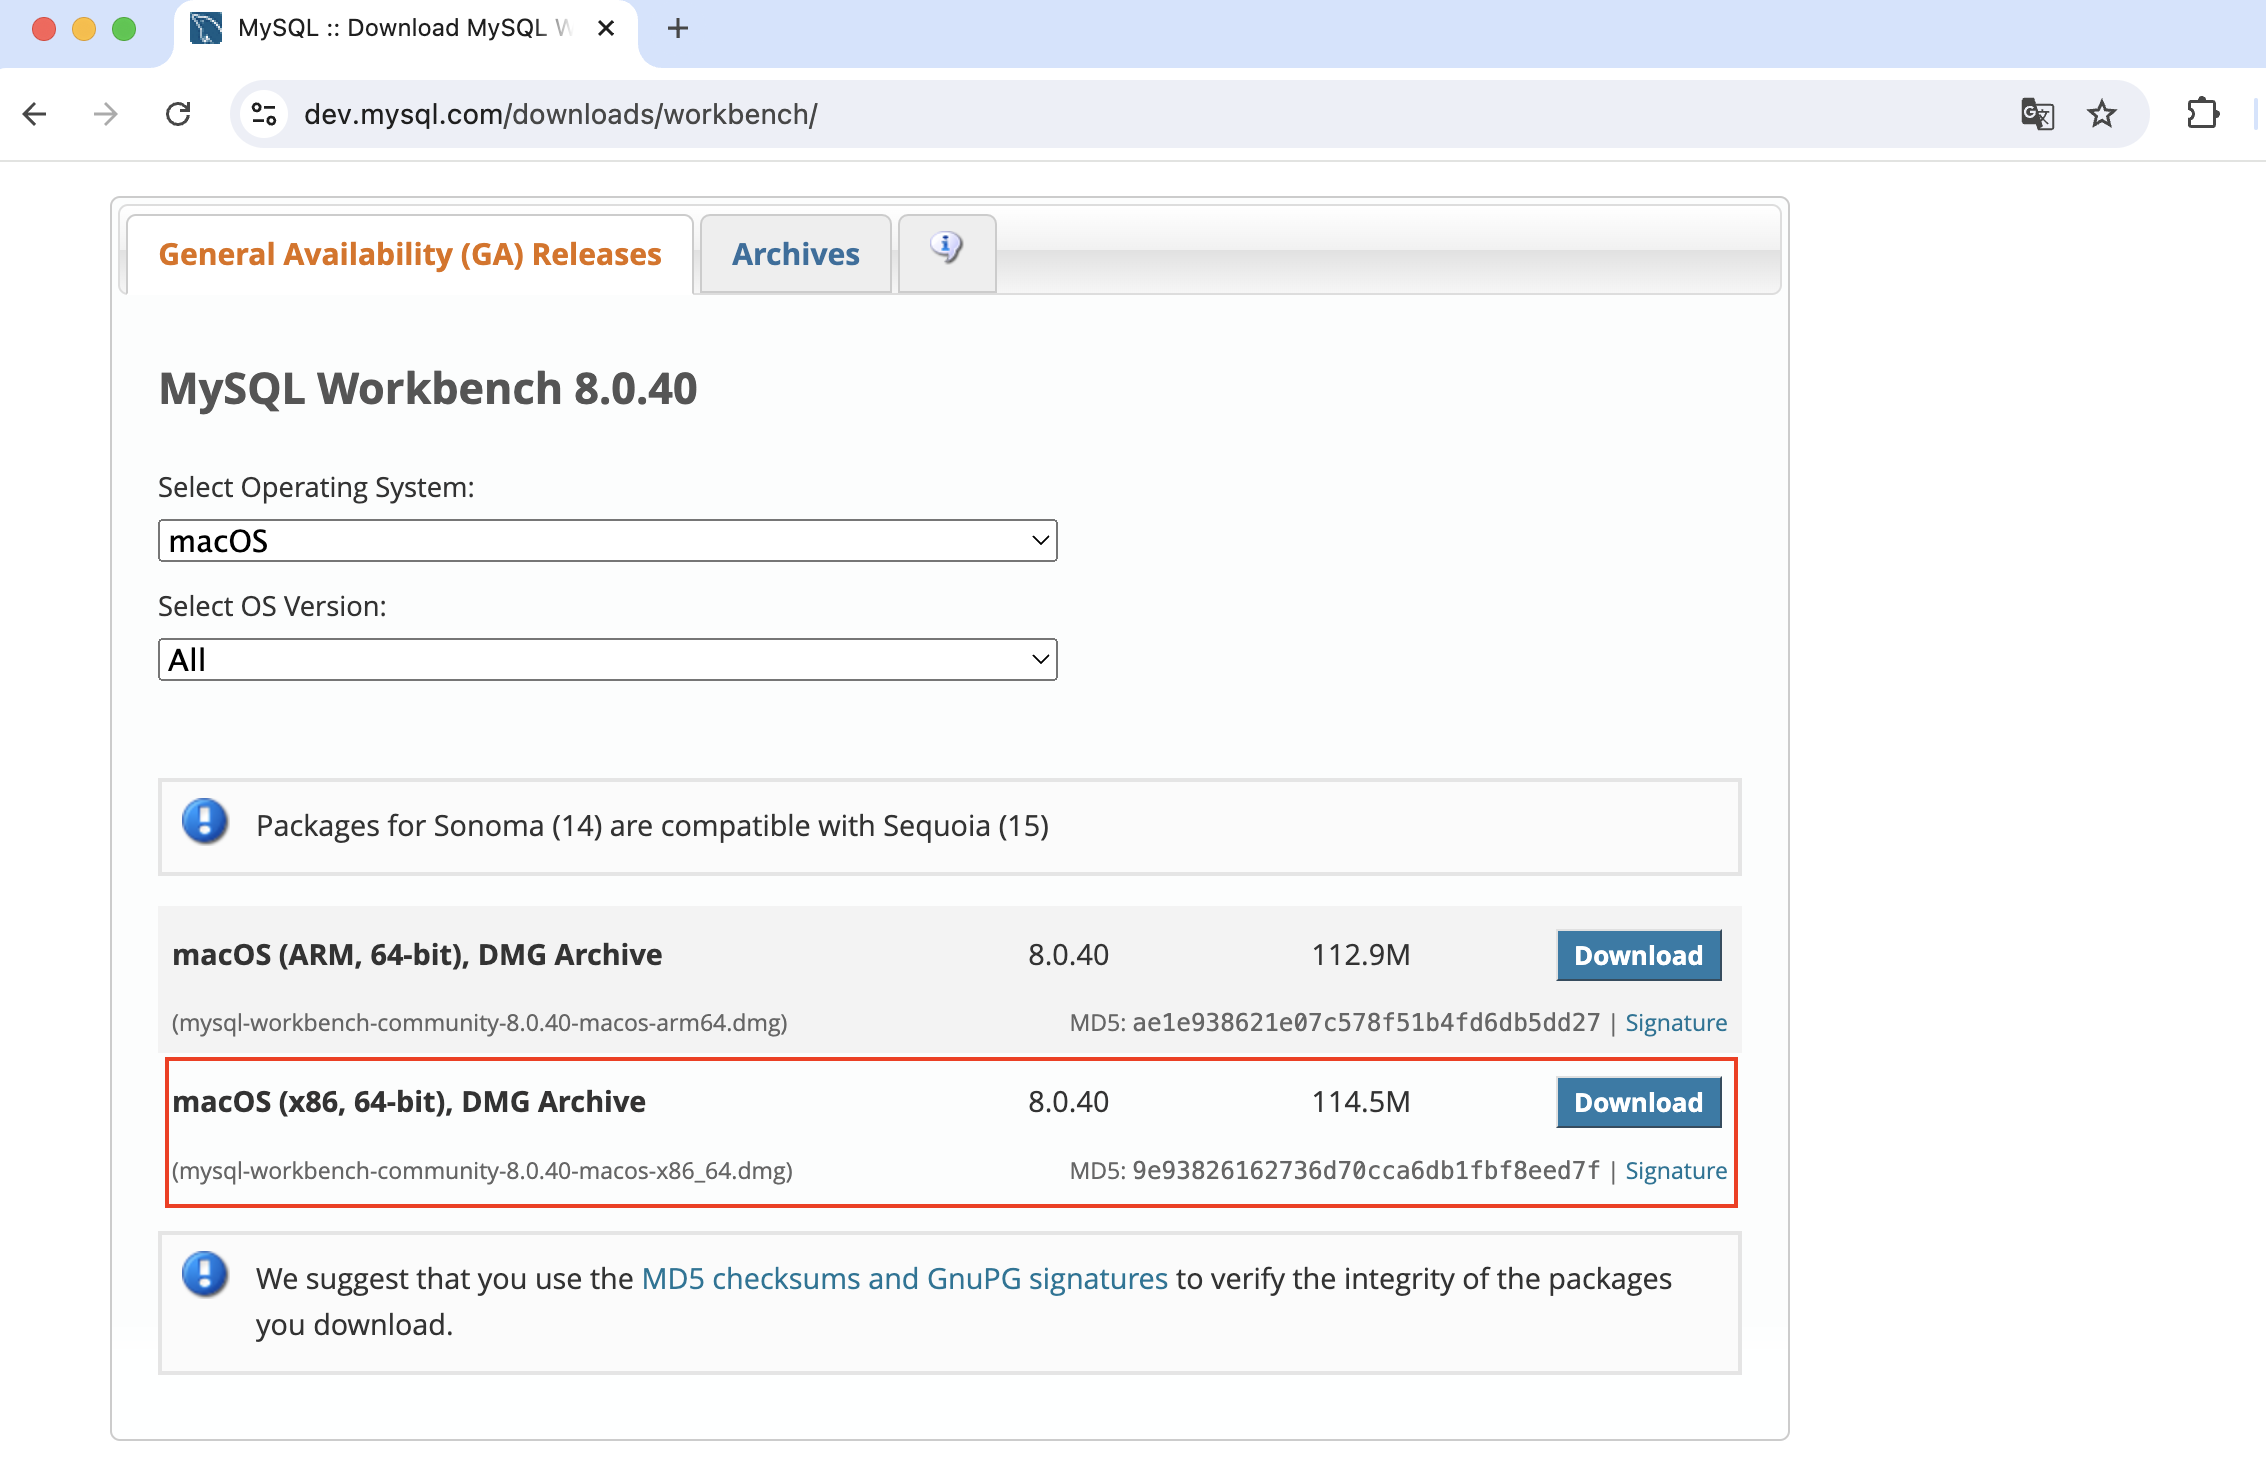 MySQL :: Download MySQL W
dev.mysql.com/downloads/workbench/
General Availability (GA) Releases
Archives
MySQL Workbench 8.0.40
Select Operating System:
macOS
Select OS Version:
All
Packages for Sonoma (14) are compatible with Sequoia (15)
macOS (ARM, 64-bit), DMG Archive 8.0.40 112.9M Download
(mysql-workbench-community-8.0.40-macos-arm64.dmg) MD5: ae1e938621e07c578f51b4fd6db5dd27 | Signature
macOS (x86, 64-bit), DMG Archive 8.0.40 114.5M Download
(mysql-workbench-community-8.0.40-macos-x86_64.dmg) MD5: 9e93826162736d70cca6db1fbf8eed7f | Signature
We suggest that you use the MD5 checksums and GnuPG signatures to verify the integrity of the packages
you download.